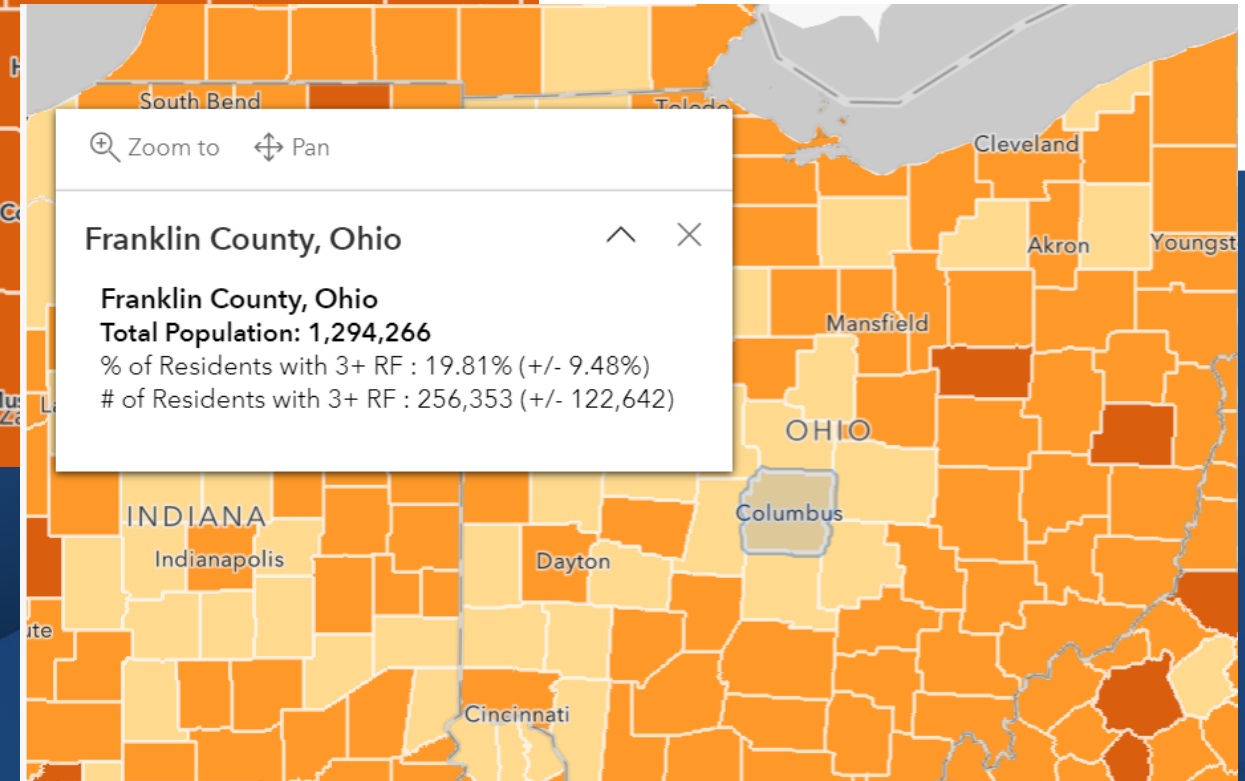 South Bend
Toledo
Zoom to
Pan
Cleveland
Franklin County, Ohio
Akron
Youngst
Franklin County, Ohio
Total Population: 1,294,266
% of Residents with 3+ RF : 19.81% (+/- 9.48%)
# of Residents with 3+ RF : 256,353 (+/- 122,642)
Mansfield
OHIO
INDIANA
Columbus
Indianapolis
Dayton
ute
Cincinnati